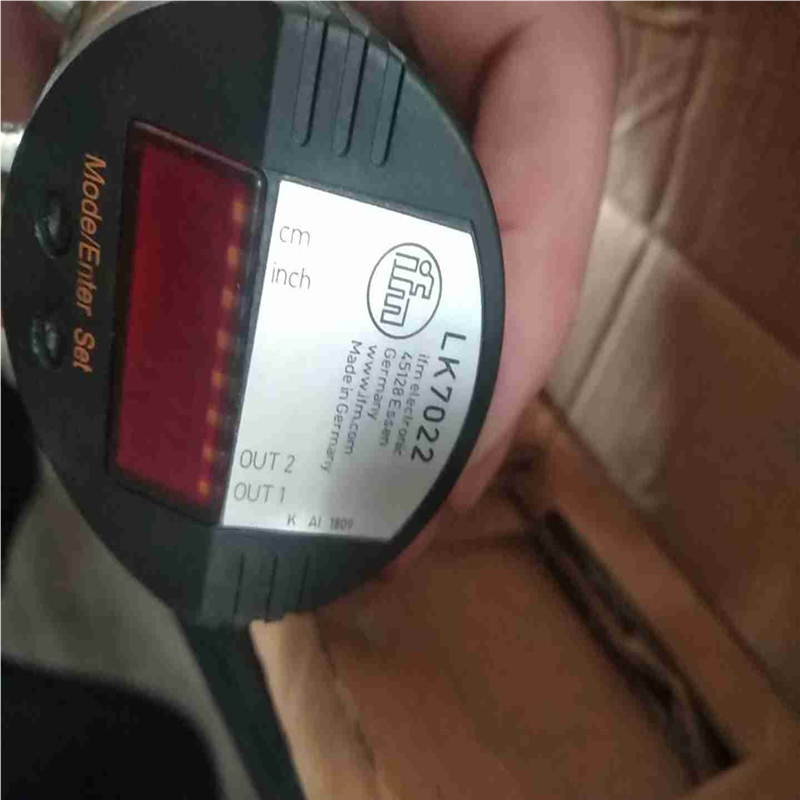 LK7022
ifm
ifm electronic
45128 Essen
Germany
www.ifm.com
Made in Germany
cm
inch
OUT 2
OUT 1
K AI 1809
Mode/Enter Set